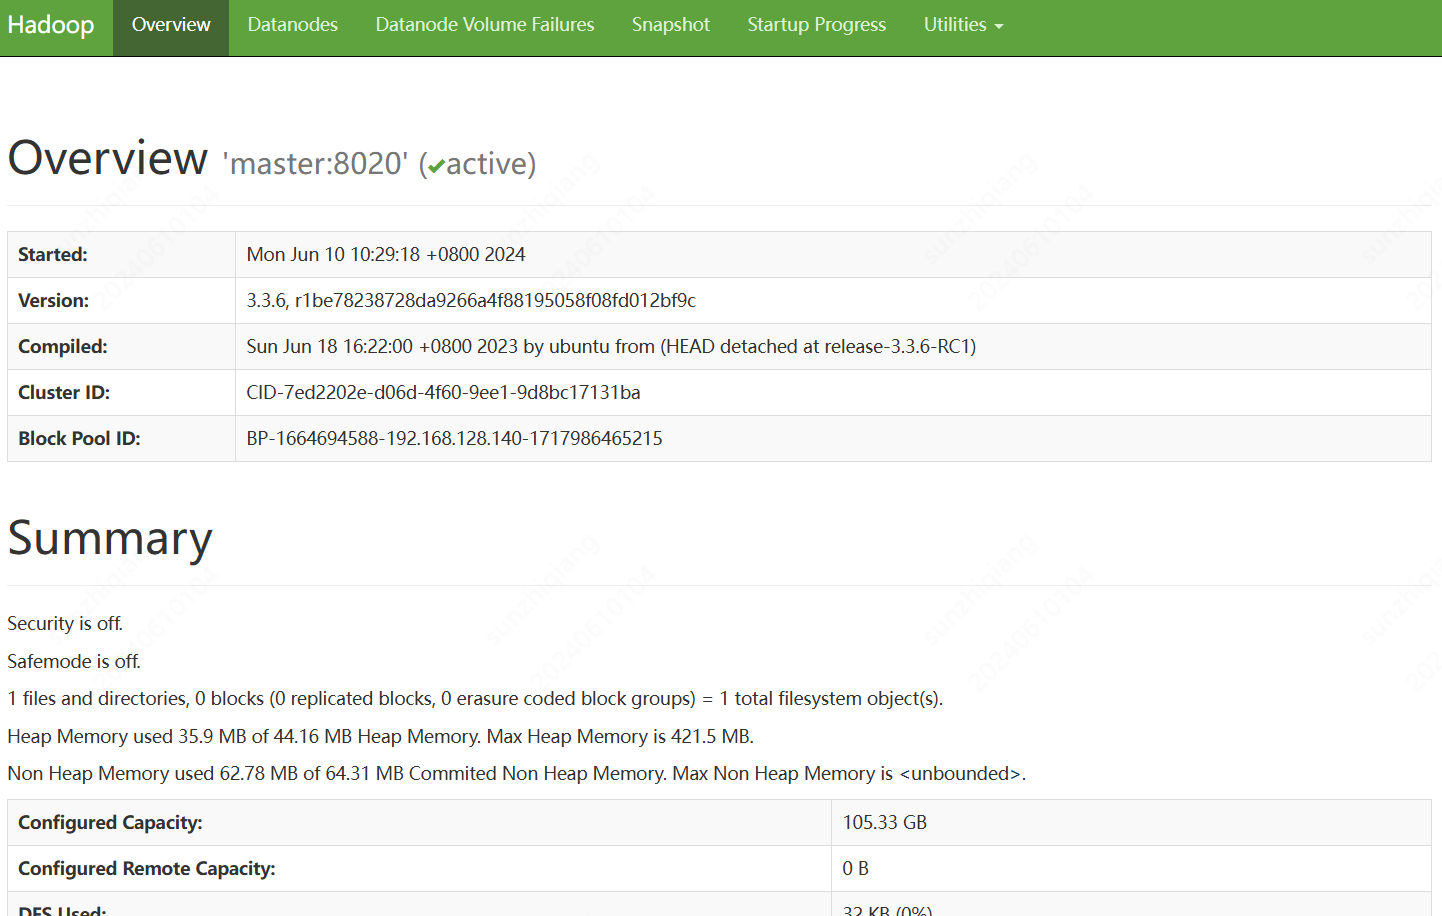 Hadoop Overview Datanodes Datanode Volume Failures Snapshot Startup Progress Utilities
Overview 'master:8020' (✔active)
Started: Mon Jun 10 10:29:18 +0800 2024
Version: 3.3.6, r1be78238728da9266a4f88195058f08fd012bf9c
Compiled: Sun Jun 18 16:22:00 +0800 2023 by ubuntu from (HEAD detached at release-3.3.6-RC1)
Cluster ID: CID-7ed2202e-d06d-4f60-9ee1-9d8bc17131ba
Block Pool ID: BP-1664694588-192.168.128.140-1717986465215
Summary
Security is off.
Safemode is off.
1 files and directories, 0 blocks (0 replicated blocks, 0 erasure coded block groups) = 1 total filesystem object(s).
Heap Memory used 35.9 MB of 44.16 MB Heap Memory. Max Heap Memory is 421.5 MB.
Non Heap Memory used 62.78 MB of 64.31 MB Commited Non Heap Memory. Max Non Heap Memory is <unbounded>.
Configured Capacity: 105.33 GB
Configured Remote Capacity: 0 B
DFS Used: 32 KB (0%)
sunzhiqiang
20240610104